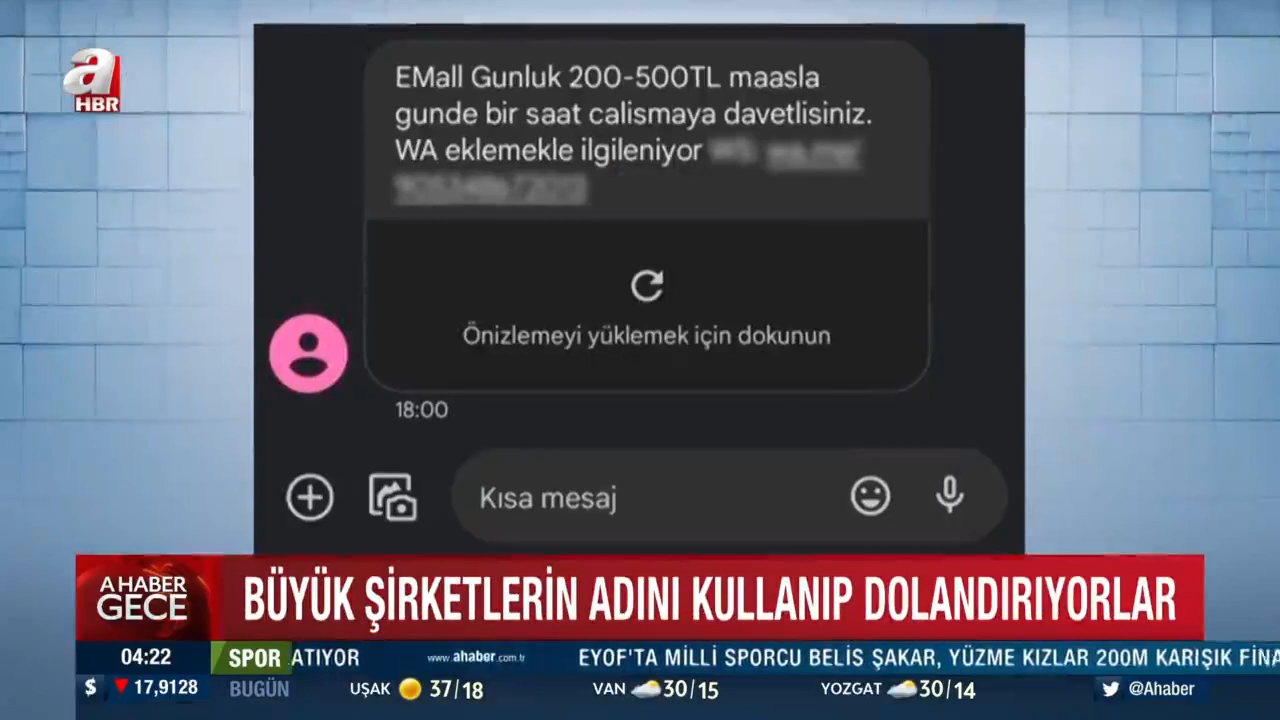 a
HBR
EMall Gunluk 200-500TL maasla
gunde bir saat calismaya davetlisiniz.
WA eklemekle ilgileniyor
Önizlemeyi yüklemek için dokunun
18:00
Kısa mesaj
A HABER
GECE
BÜYÜK ŞİRKETLERİN ADINI KULLANIP DOLANDIRIYORLAR
04:22 SPOR ATIYOR www.ahaber.com.tr EYOF'TA MİLLİ SPORCU BELİS ŞAKAR, YÜZME KIZLAR 200M KARIŞIK FİNA
$ 17,9128 BUGÜN UŞAK 37/18 VAN 30/15 YOZGAT 30/14 @Ahaber